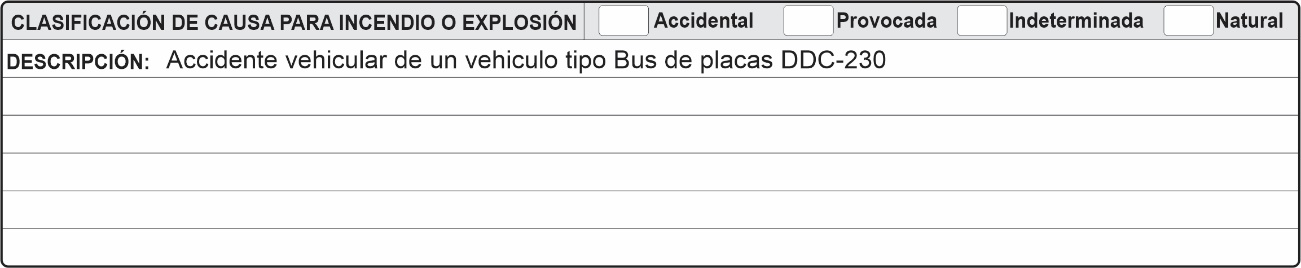 CLASIFICACIÓN DE CAUSA PARA INCENDIO O EXPLOSIÓN Accidental Provocada Indeterminada Natural
DESCRIPCIÓN: Accidente vehicular de un vehiculo tipo Bus de placas DDC-230